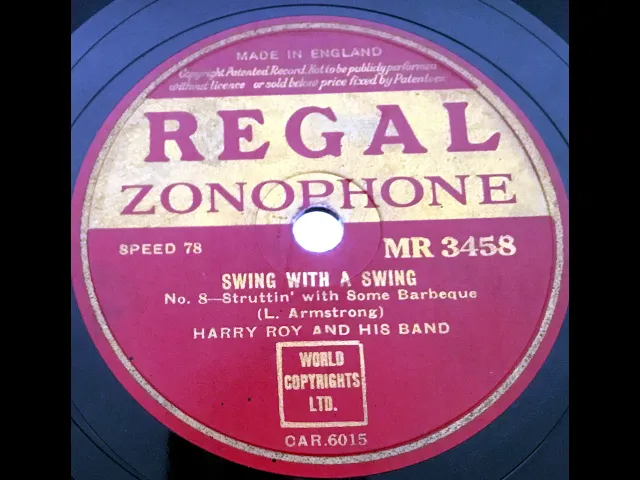 MADE IN ENGLAND
Copyright Patented Record. Not to be publicly performed
without licence or sold below price fixed by Patentees.
REGAL
ZONOPHONE
SPEED 78
MR 3458
SWING WITH A SWING
No. 8—Struttin' with Some Barbeque
(L. Armstrong)
HARRY ROY AND HIS BAND
WORLD
COPYRIGHTS
LTD.
CAR.6015